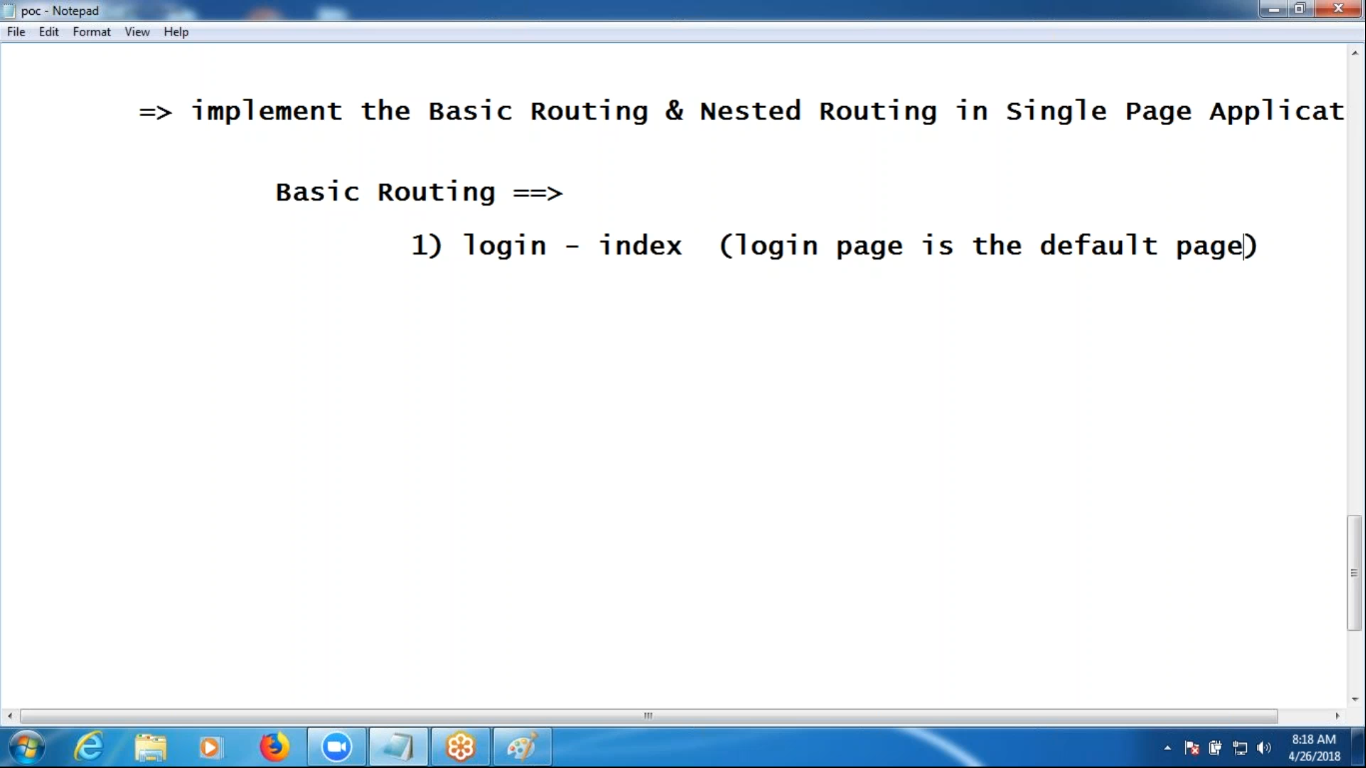 poc - Notepad
File Edit Format View Help
=> implement the Basic Routing & Nested Routing in Single Page Applicat
Basic Routing ==>
1) login - index (login page is the default page)
8:18 AM
4/26/2018